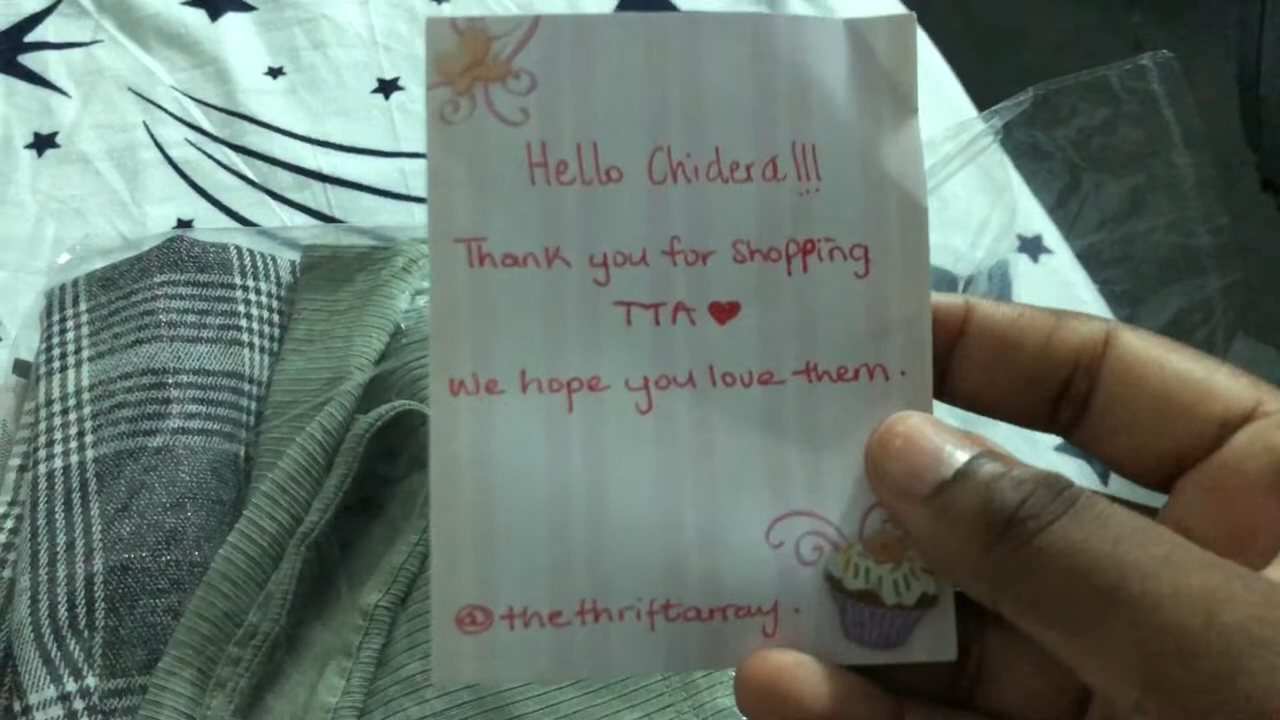 Hello Chidera!!!
Thank you for shopping
TTA ❤
we hope you love them.
@thethriftarray.